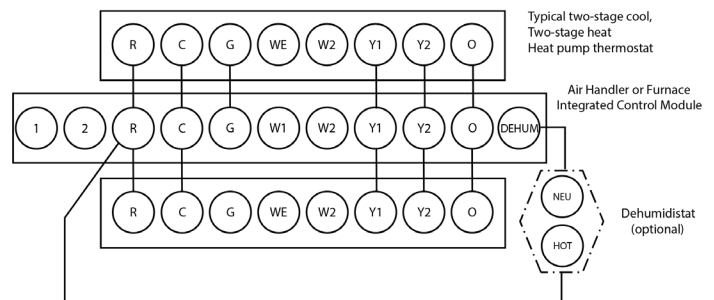 R C G WE W2 Y1 Y2 O
Typical two-stage cool,
Two-stage heat
Heat pump thermostat
Air Handler or Furnace
Integrated Control Module
1 2 R C G W1 W2 Y1 Y2 O DEHUM
NEU
HOT
Dehumidistat
(optional)
R C G WE W2 Y1 Y2 O